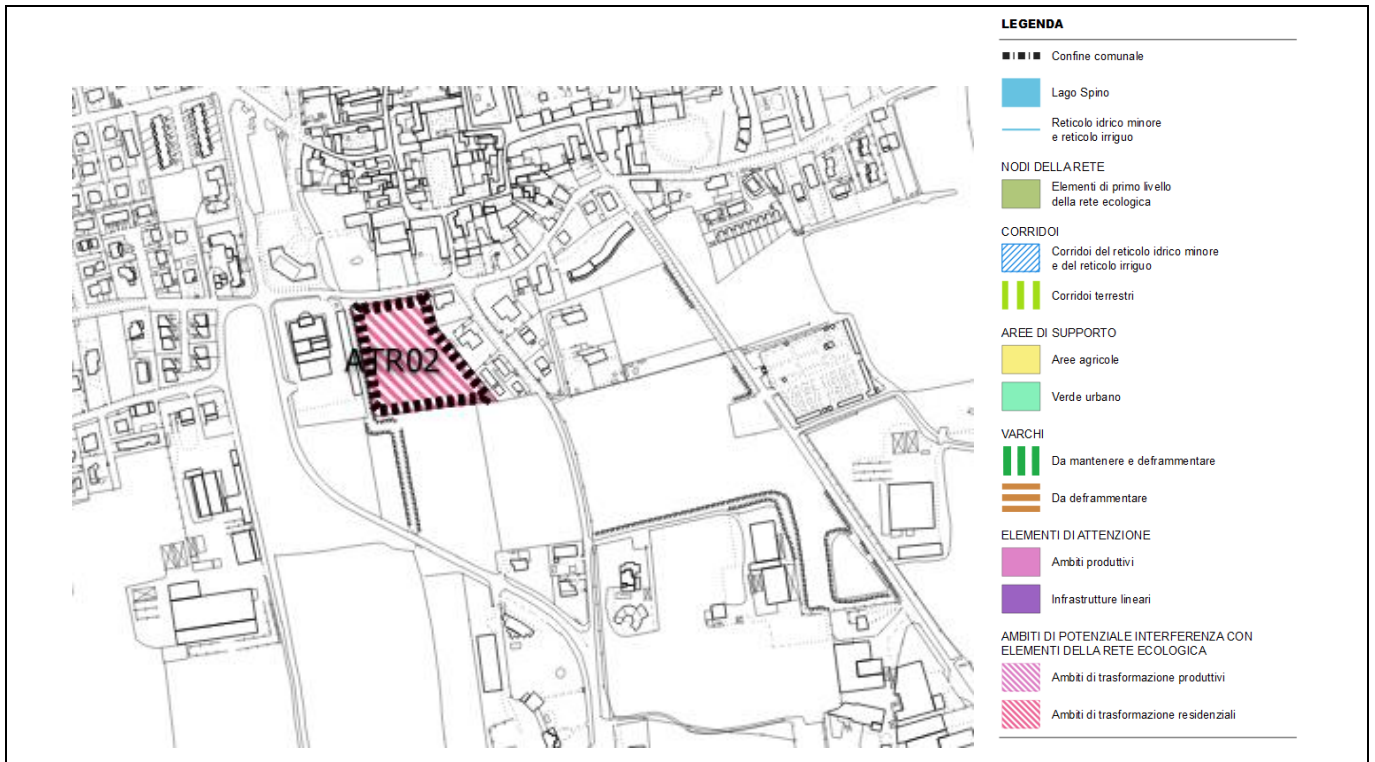 ATR02
LEGENDA
Confine comunale
Lago Spino
Reticolo idrico minore
e reticolo irriguo
NODI DELLA RETE
Elementi di primo livello
della rete ecologica
CORRIDOI
Corridoi del reticolo idrico minore
e del reticolo irriguo
Corridoi terrestri
AREE DI SUPPORTO
Aree agricole
Verde urbano
VARCHI
Da mantenere e deframmentare
Da deframmentare
ELEMENTI DI ATTENZIONE
Ambiti produttivi
Infrastrutture lineari
AMBITI DI POTENZIALE INTERFERENZA CON
ELEMENTI DELLA RETE ECOLOGICA
Ambiti di trasformazione produttivi
Ambiti di trasformazione residenziali